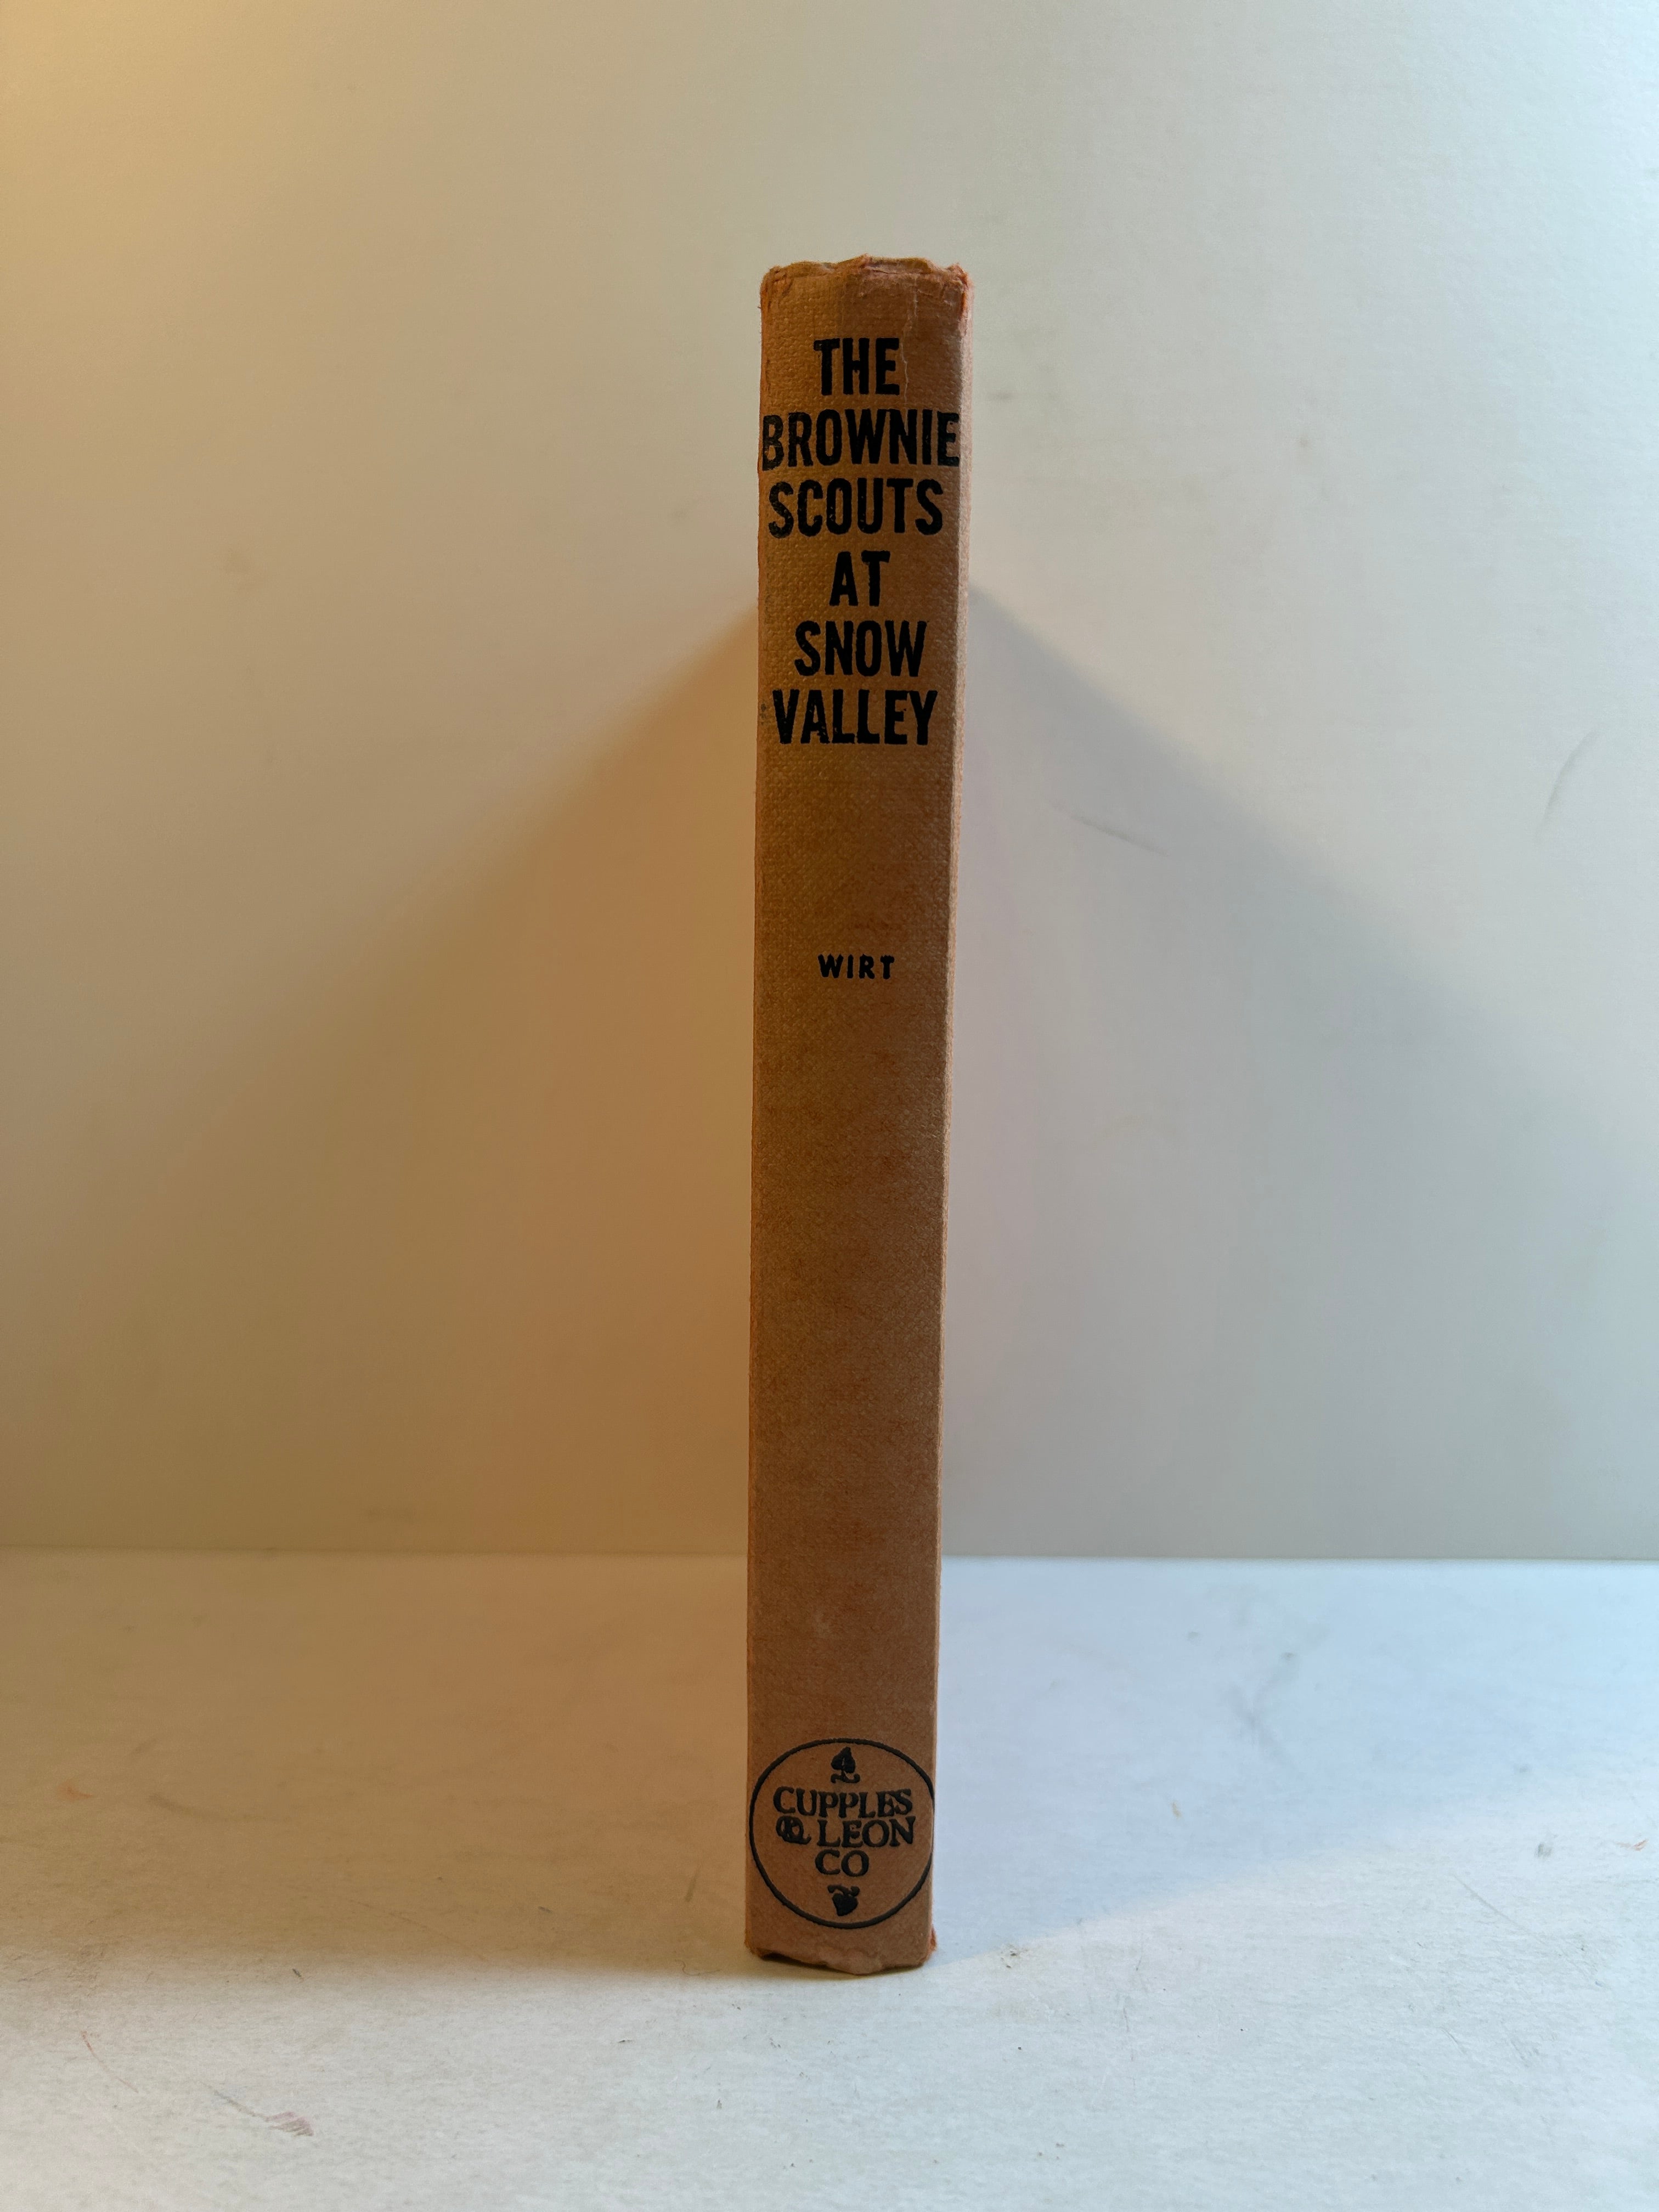 THE
BROWNIE
SCOUTS
AT
SNOW
VALLEY
WIRT
CUPPLES
& LEON
CO